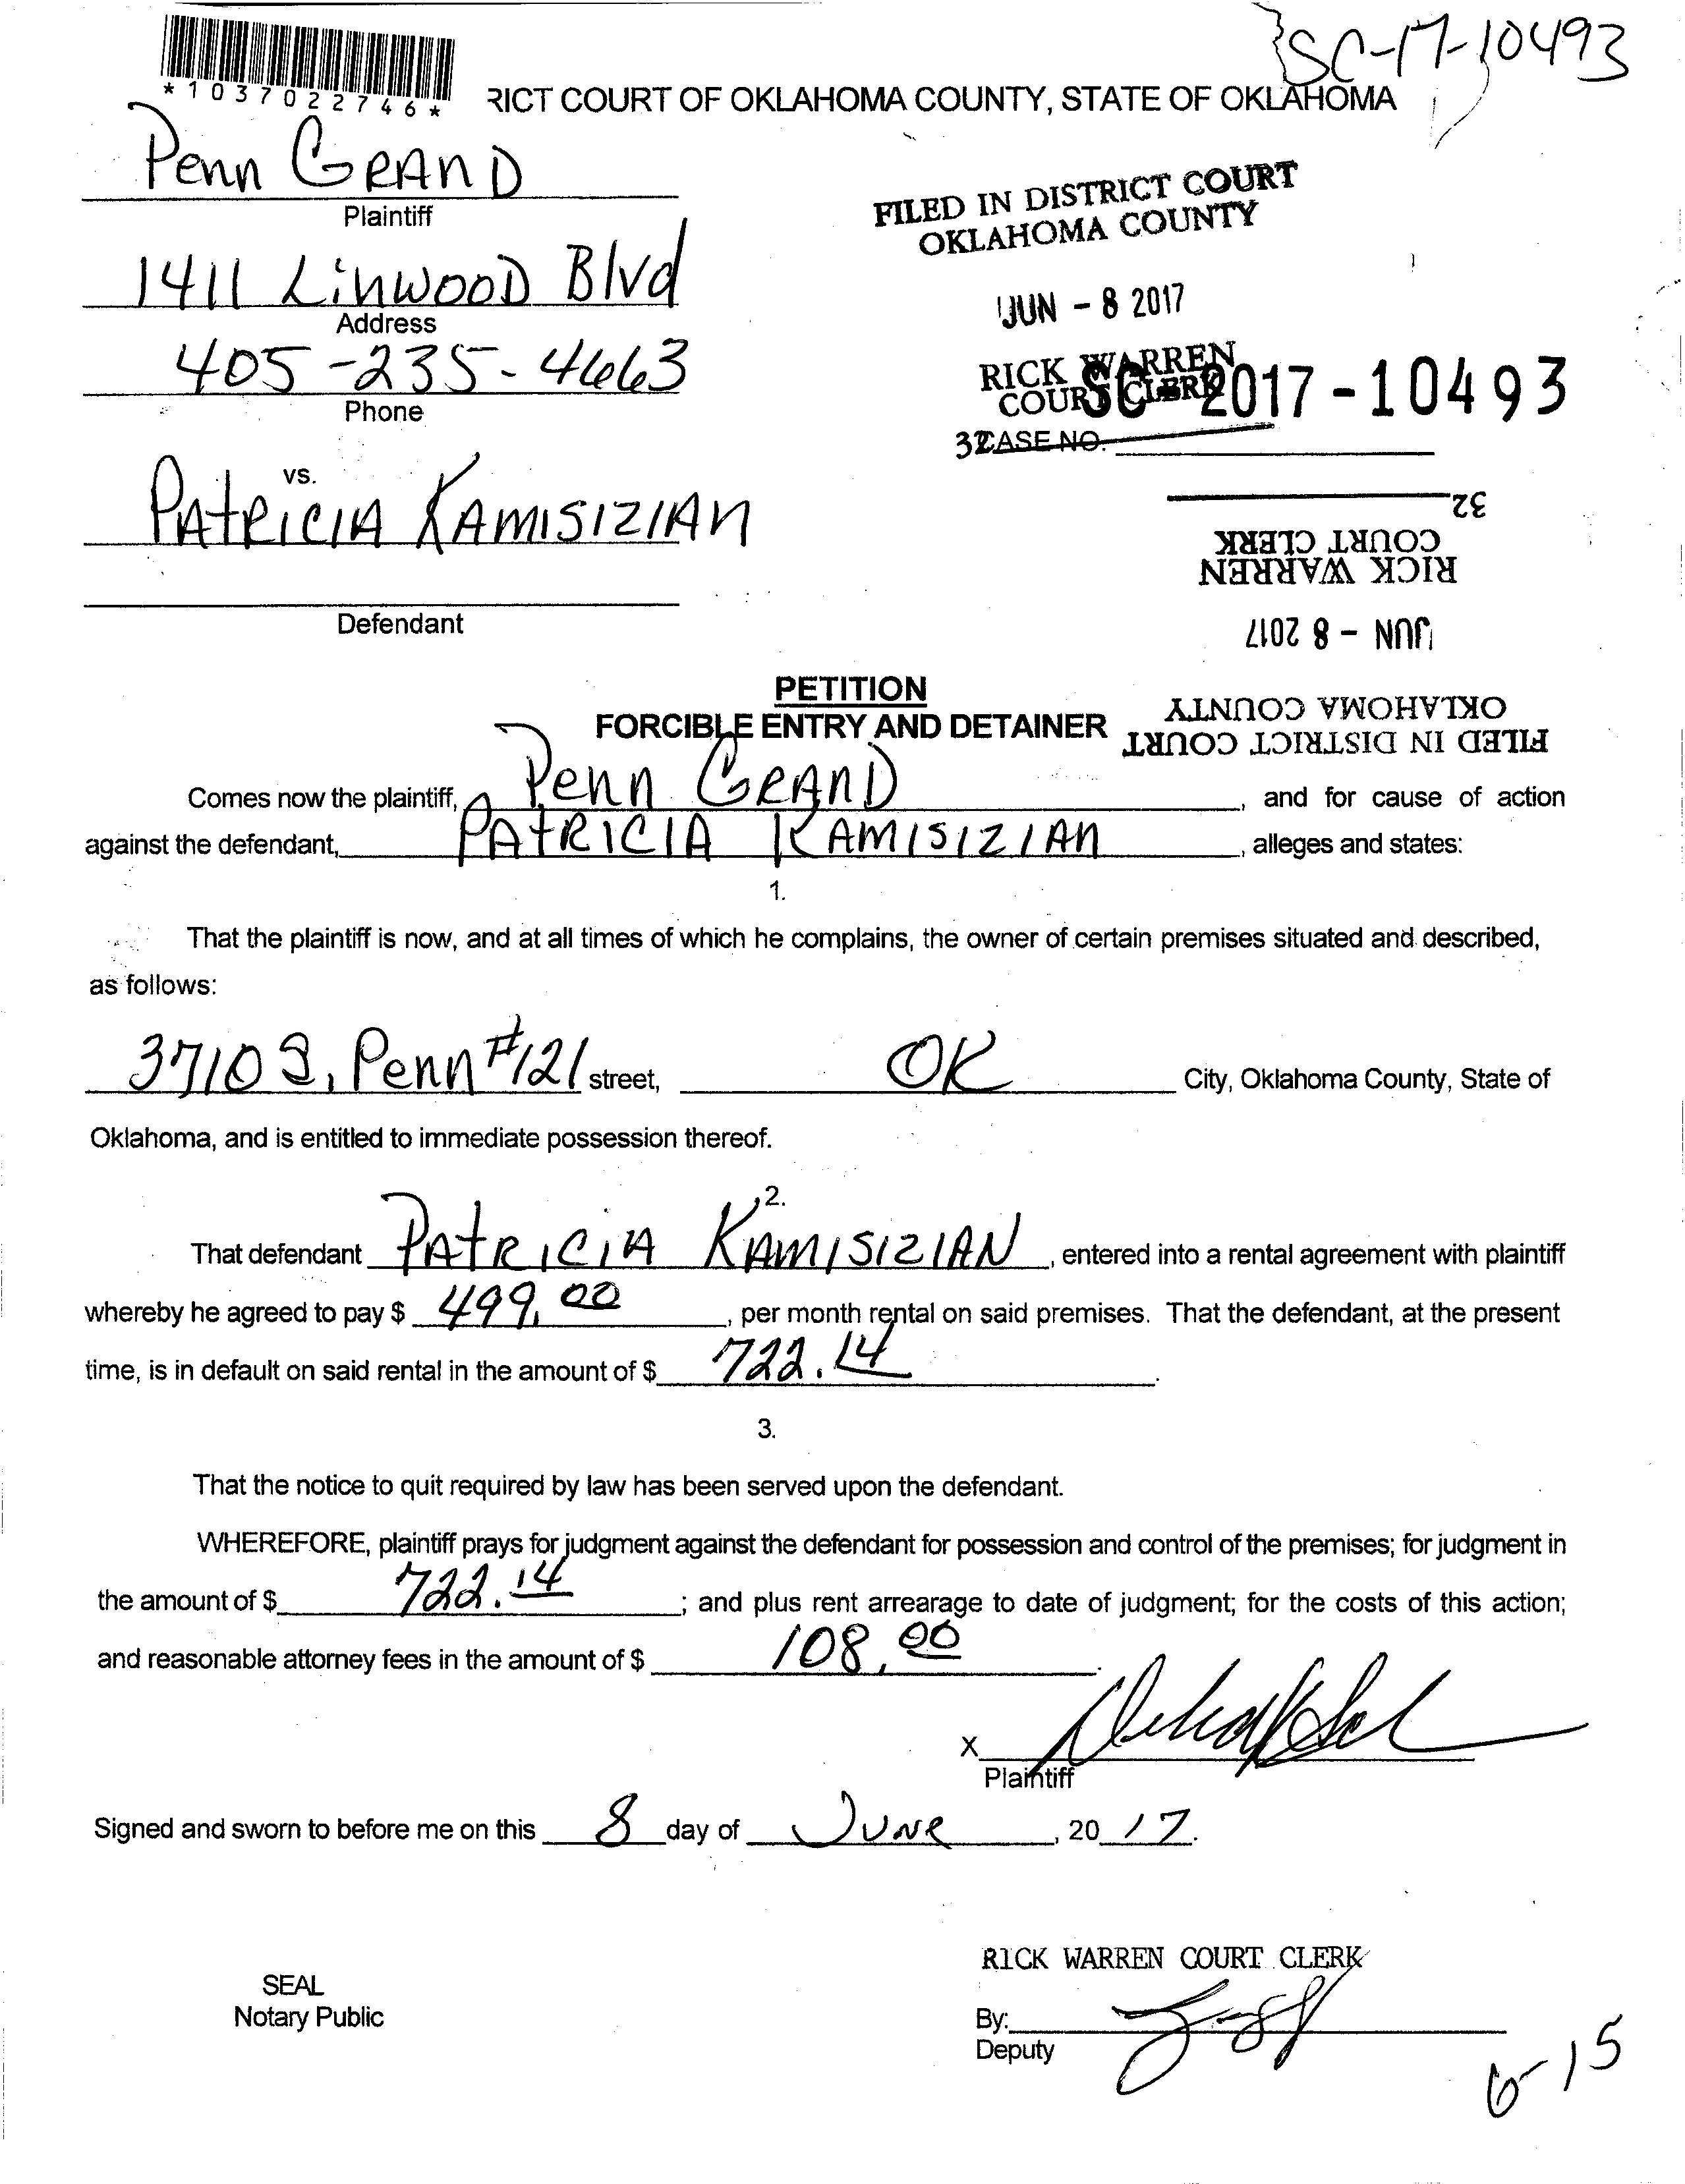 SC-17-10493
*1037022746*
RICT COURT OF OKLAHOMA COUNTY, STATE OF OKLAHOMA
Penn GRAND
Plaintiff
1411 Linwood Blvd
Address
405-235-4663
Phone
vs.
PATRICIA KAMISIZIAN
Defendant
FILED IN DISTRICT COURT
OKLAHOMA COUNTY
JUN - 8 2017
RICK WARREN
COURT CLERK
SC-2017-10493
32
CASE NO.
32
COURT CLERK
RICK WARREN
JUN - 8 2017
OKLAHOMA COUNTY
FILED IN DISTRICT COURT
PETITION
FORCIBLE ENTRY AND DETAINER
Comes now the plaintiff, Penn GRAND, and for cause of action
against the defendant, PATRICIA KAMISIZIAN, alleges and states:
1.
That the plaintiff is now, and at all times of which he complains, the owner of certain premises situated and described,
as follows:
3710 S. Penn #121 street, OK City, Oklahoma County, State of
Oklahoma, and is entitled to immediate possession thereof.
2.
That defendant PATRICIA KAMISIZIAN, entered into a rental agreement with plaintiff
whereby he agreed to pay $ 499.00, per month rental on said premises. That the defendant, at the present
time, is in default on said rental in the amount of $ 722.14.
3.
That the notice to quit required by law has been served upon the defendant.
WHEREFORE, plaintiff prays for judgment against the defendant for possession and control of the premises; for judgment in
the amount of $ 722.14; and plus rent arrearage to date of judgment; for the costs of this action;
and reasonable attorney fees in the amount of $ 108.00.
X
Plaintiff
Signed and sworn to before me on this 8 day of JUNE, 2017.
RICK WARREN COURT CLERK
SEAL
Notary Public
By:
Deputy
6-15